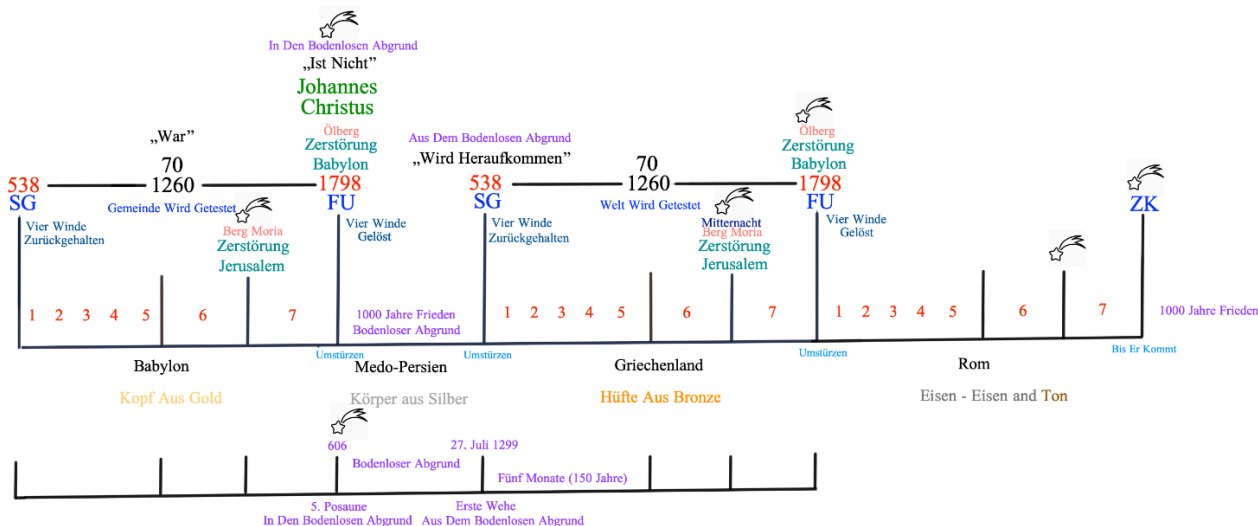 In Den Bodenlosen Abgrund
„Ist Nicht”
Johannes
Christus
Ölberg
Zerstörung
Babylon
„War”
70
538
1260
1798
SG
Gemeinde Wird Getestet
FU
Aus Dem Bodenlosen Abgrund
„Wird Heraufkommen”
70
538
1260
1798
SG
Welt Wird Getestet
FU
Ölberg
Zerstörung
Babylon
ZK
Vier Winde
Zurückgehalten
Berg Moria
Zerstörung
Jerusalem
Vier Winde
Gelöst
Vier Winde
Zurückgehalten
Mitternacht
Berg Moria
Zerstörung
Jerusalem
Vier Winde
Gelöst
1 2 3 4 5 6 7
1000 Jahre Frieden
Bodenloser Abgrund
1 2 3 4 5 6 7
1 2 3 4 5 6 7
1000 Jahre Frieden
Umstürzen
Umstürzen
Umstürzen
Bis Er Kommt
Babylon
Medo-Persien
Griechenland
Rom
Kopf Aus Gold
Körper aus Silber
Hüfte Aus Bronze
Eisen - Eisen and Ton
606
27. Juli 1299
Bodenloser Abgrund
Fünf Monate (150 Jahre)
5. Posaune
In Den Bodenlosen Abgrund
Erste Wehe
Aus Dem Bodenlosen Abgrund